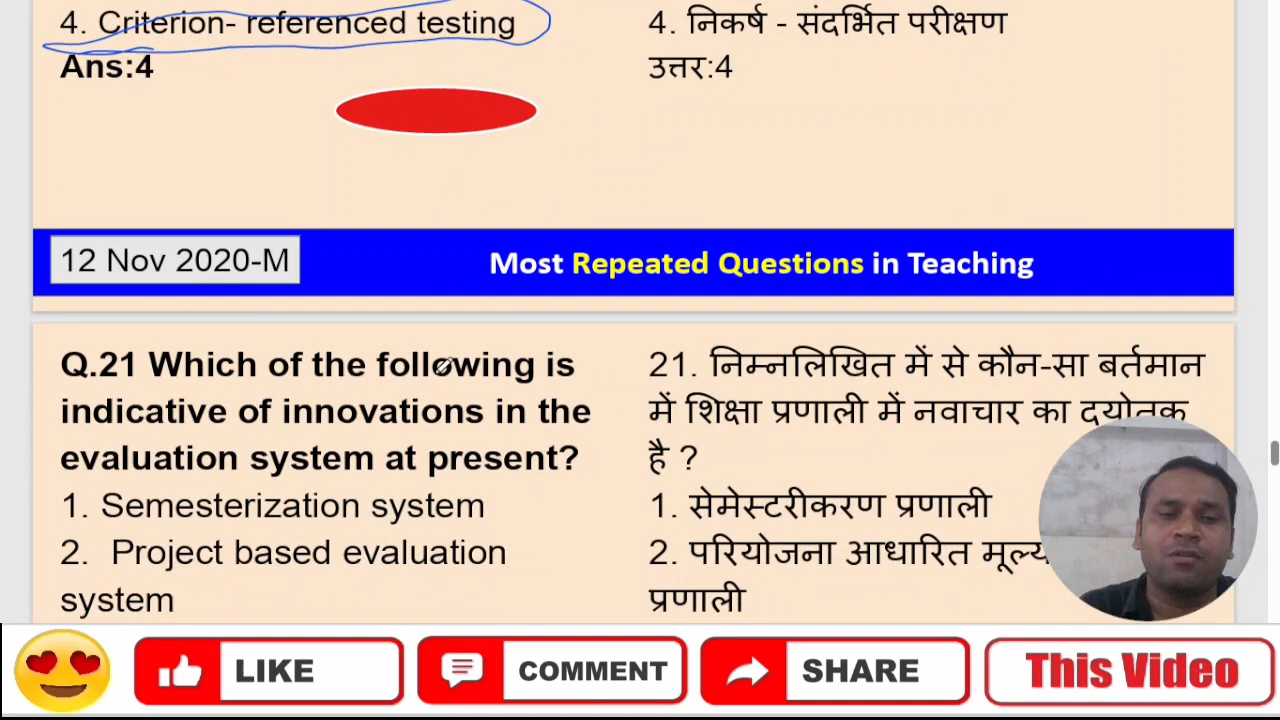 4. Criterion- referenced testing
Ans:4
4. निकर्ष - संदर्भित परीक्षण
उत्तर:4
12 Nov 2020-M
Most Repeated Questions in Teaching
Q.21 Which of the following is
indicative of innovations in the
evaluation system at present?
1. Semesterization system
2. Project based evaluation
system
21. निम्नलिखित में से कौन-सा बर्तमान
में शिक्षा प्रणाली में नवाचार का दयोतक
है ?
1. सेमेस्टरीकरण प्रणाली
2. परियोजना आधारित
प्रणाली
LIKE
COMMENT
SHARE
This Video